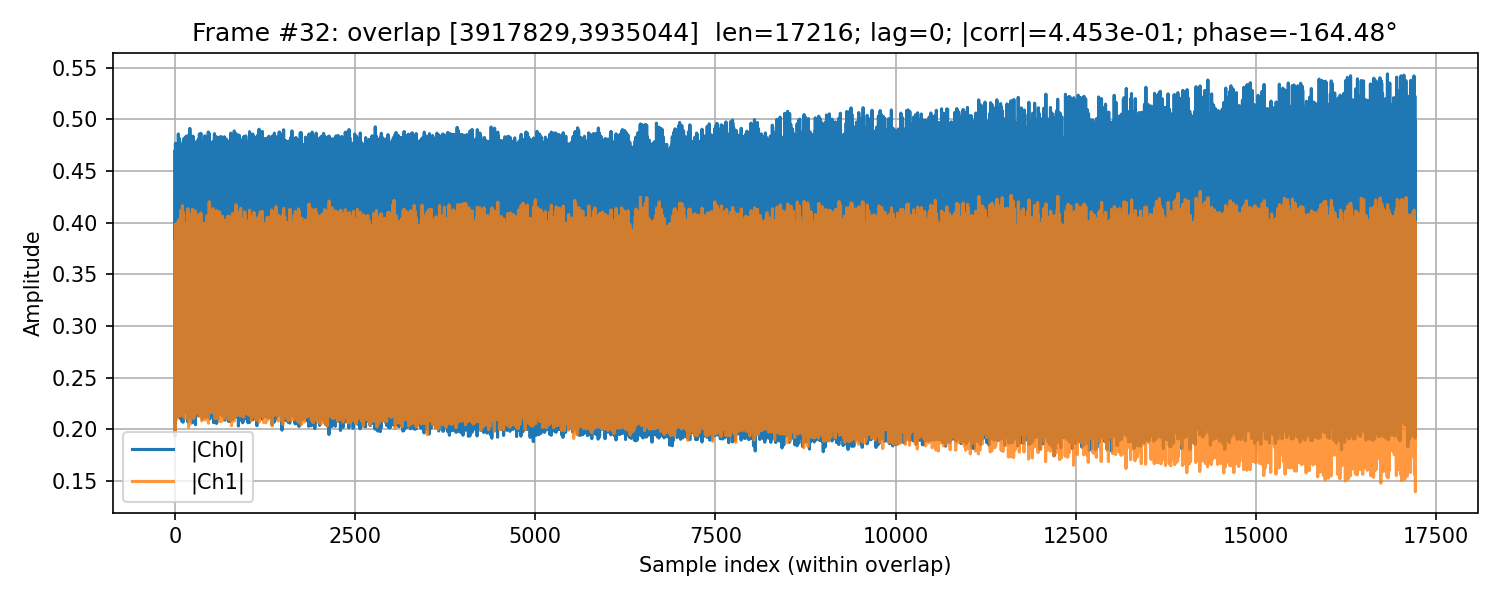 Frame #32: overlap [3917829,3935044]  len=17216; lag=0; |corr|=4.453e-01; phase=-164.48°
Amplitude
0.55
0.50
0.45
0.40
0.35
0.30
0.25
0.20
0.15
|Ch0|
|Ch1|
0 2500 5000 7500 10000 12500 15000 17500
Sample index (within overlap)